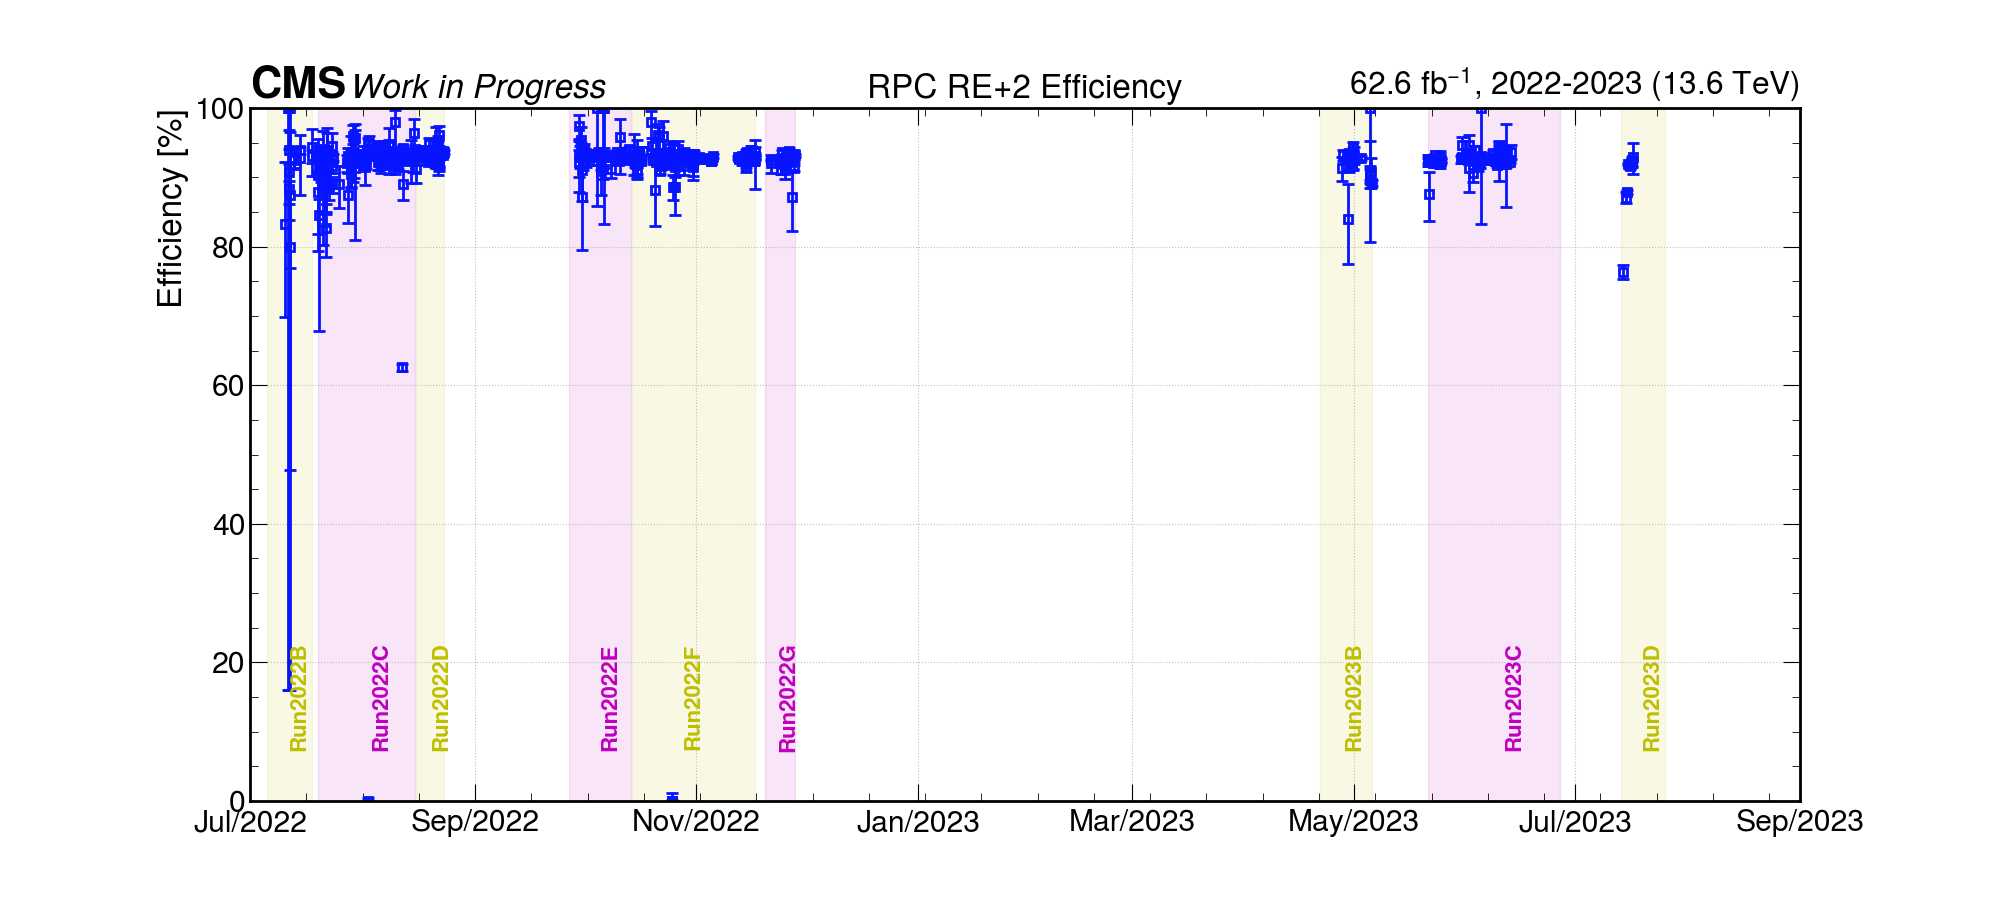 CMS Work in Progress
RPC RE+2 Efficiency
62.6 fb⁻¹, 2022-2023 (13.6 TeV)
Efficiency [%]
100
80
60
40
20
0
Run2022B
Run2022C
Run2022D
Run2022E
Run2022F
Run2022G
Run2023B
Run2023C
Run2023D
Jul/2022
Sep/2022
Nov/2022
Jan/2023
Mar/2023
May/2023
Jul/2023
Sep/2023